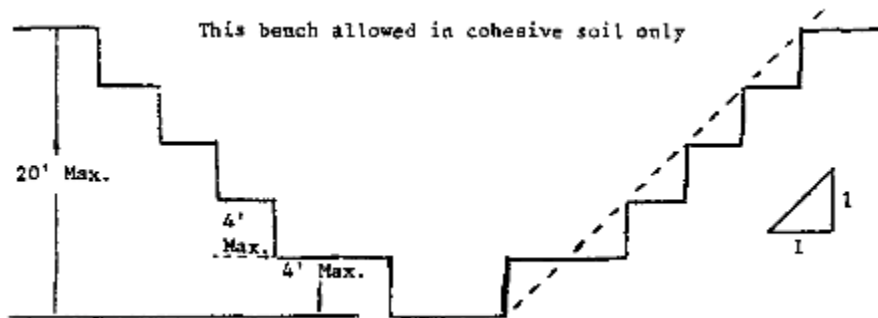 This bench allowed in cohesive soil only
20' Max.
4'
Max.
4' Max.
1
1